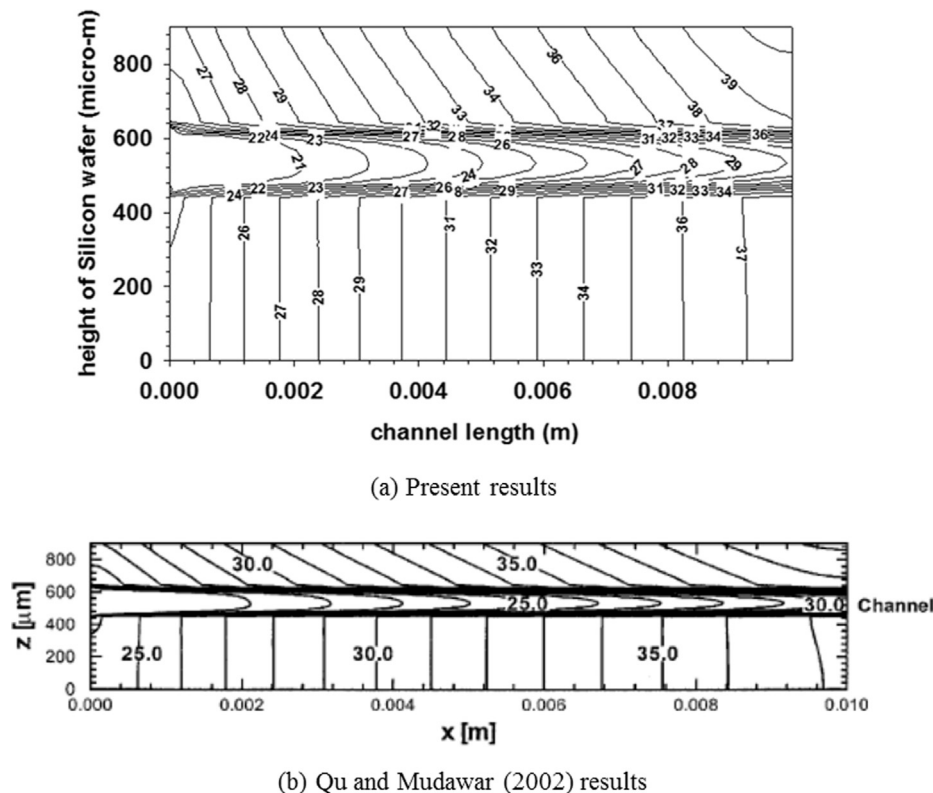 height of Silicon wafer (micro-m)
800
600
400
200
0
27 28 29 34 33 36 38 39
32 37
22 24 23 27 28 26 31 32 33 34 36
21 24 27 28 29
24 22 23 27 26 8 29 31 32 33 34
26 27 28 29 31 32 33 34 36 37
0.000 0.002 0.004 0.006 0.008
channel length (m)
(a) Present results
z [μm]
800
600
400
200
0
30.0 35.0
25.0 30.0 Channel
25.0 30.0 35.0
0.000 0.002 0.004 0.006 0.008 0.010
x [m]
(b) Qu and Mudawar (2002) results